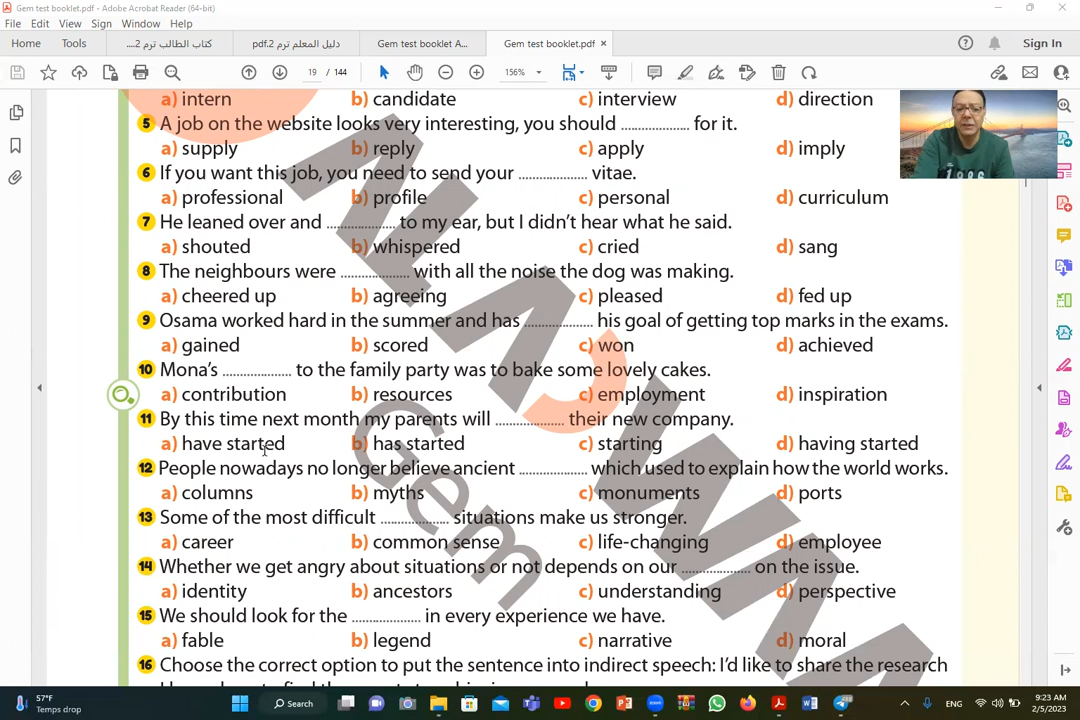 Gem test booklet.pdf - Adobe Acrobat Reader (64-bit)
File Edit View Sign Window Help
Home Tools كتاب الطالب ترم 2.... دليل المعلم ترم 2.pdf Gem test booklet A... Gem test booklet.pdf × Sign In
19 / 144 156%
a) intern b) candidate c) interview d) direction
5 A job on the website looks very interesting, you should .................... for it.
a) supply b) reply c) apply d) imply
6 If you want this job, you need to send your .................... vitae.
a) professional b) profile c) personal d) curriculum
7 He leaned over and .................... to my ear, but I didn't hear what he said.
a) shouted b) whispered c) cried d) sang
8 The neighbours were .................... with all the noise the dog was making.
a) cheered up b) agreeing c) pleased d) fed up
9 Osama worked hard in the summer and has .................... his goal of getting top marks in the exams.
a) gained b) scored c) won d) achieved
10 Mona's .................... to the family party was to bake some lovely cakes.
a) contribution b) resources c) employment d) inspiration
11 By this time next month my parents will .................... their new company.
a) have started b) has started c) starting d) having started
12 People nowadays no longer believe ancient .................... which used to explain how the world works.
a) columns b) myths c) monuments d) ports
13 Some of the most difficult .................... situations make us stronger.
a) career b) common sense c) life-changing d) employee
14 Whether we get angry about situations or not depends on our .................... on the issue.
a) identity b) ancestors c) understanding d) perspective
15 We should look for the .................... in every experience we have.
a) fable b) legend c) narrative d) moral
16 Choose the correct option to put the sentence into indirect speech: I'd like to share the research
ALADWAA
Gem
57°F
Temps drop
Search
ENG
9:23 AM
2/5/2023